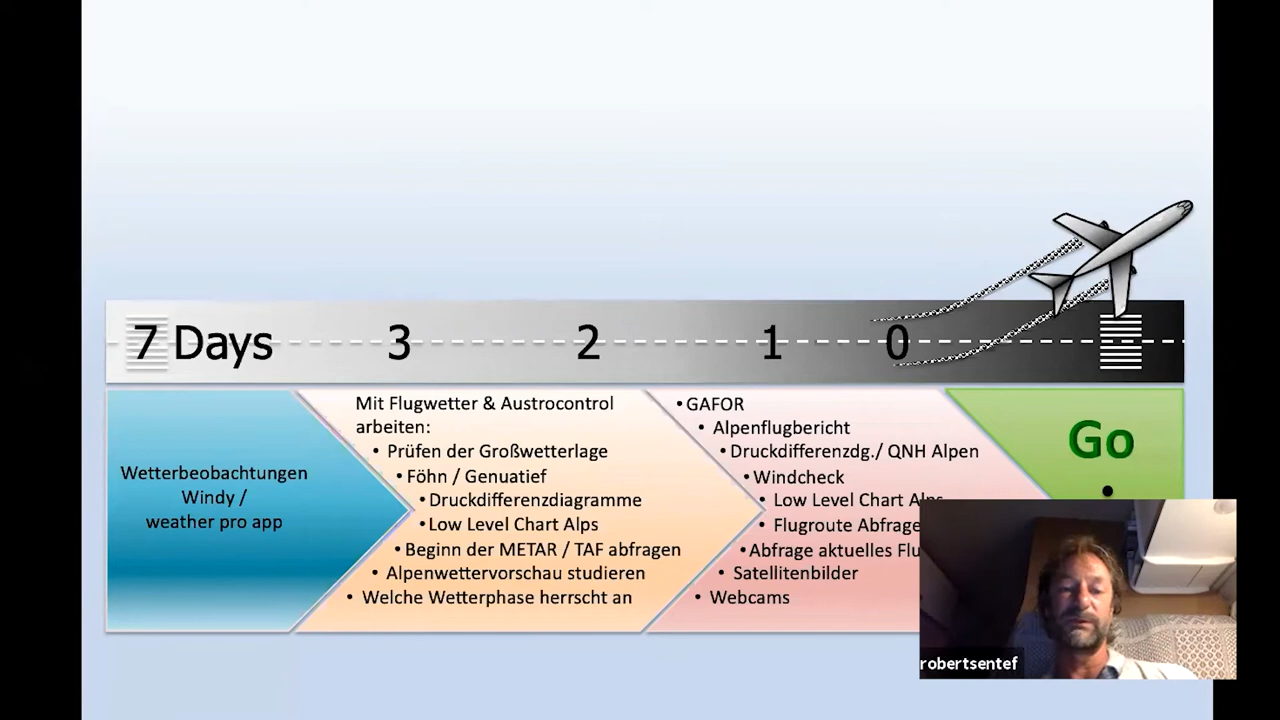 7 Days 3 2 1 0
Wetterbeobachtungen
Windy /
weather pro app
Mit Flugwetter & Austrocontrol
arbeiten:
• Prüfen der Großwetterlage
• Föhn / Genuatief
• Druckdifferenzdiagramme
• Low Level Chart Alps
• Beginn der METAR / TAF abfragen
• Alpenwettervorschau studieren
• Welche Wetterphase herrscht an
• GAFOR
• Alpenflugbericht
• Druckdifferenzdg./ QNH Alpen
• Windcheck
• Low Level Chart Alps
• Flugroute Abfrage
• Abfrage aktuelles
• Satellitenbilder
• Webcams
Go
•
robertsentef